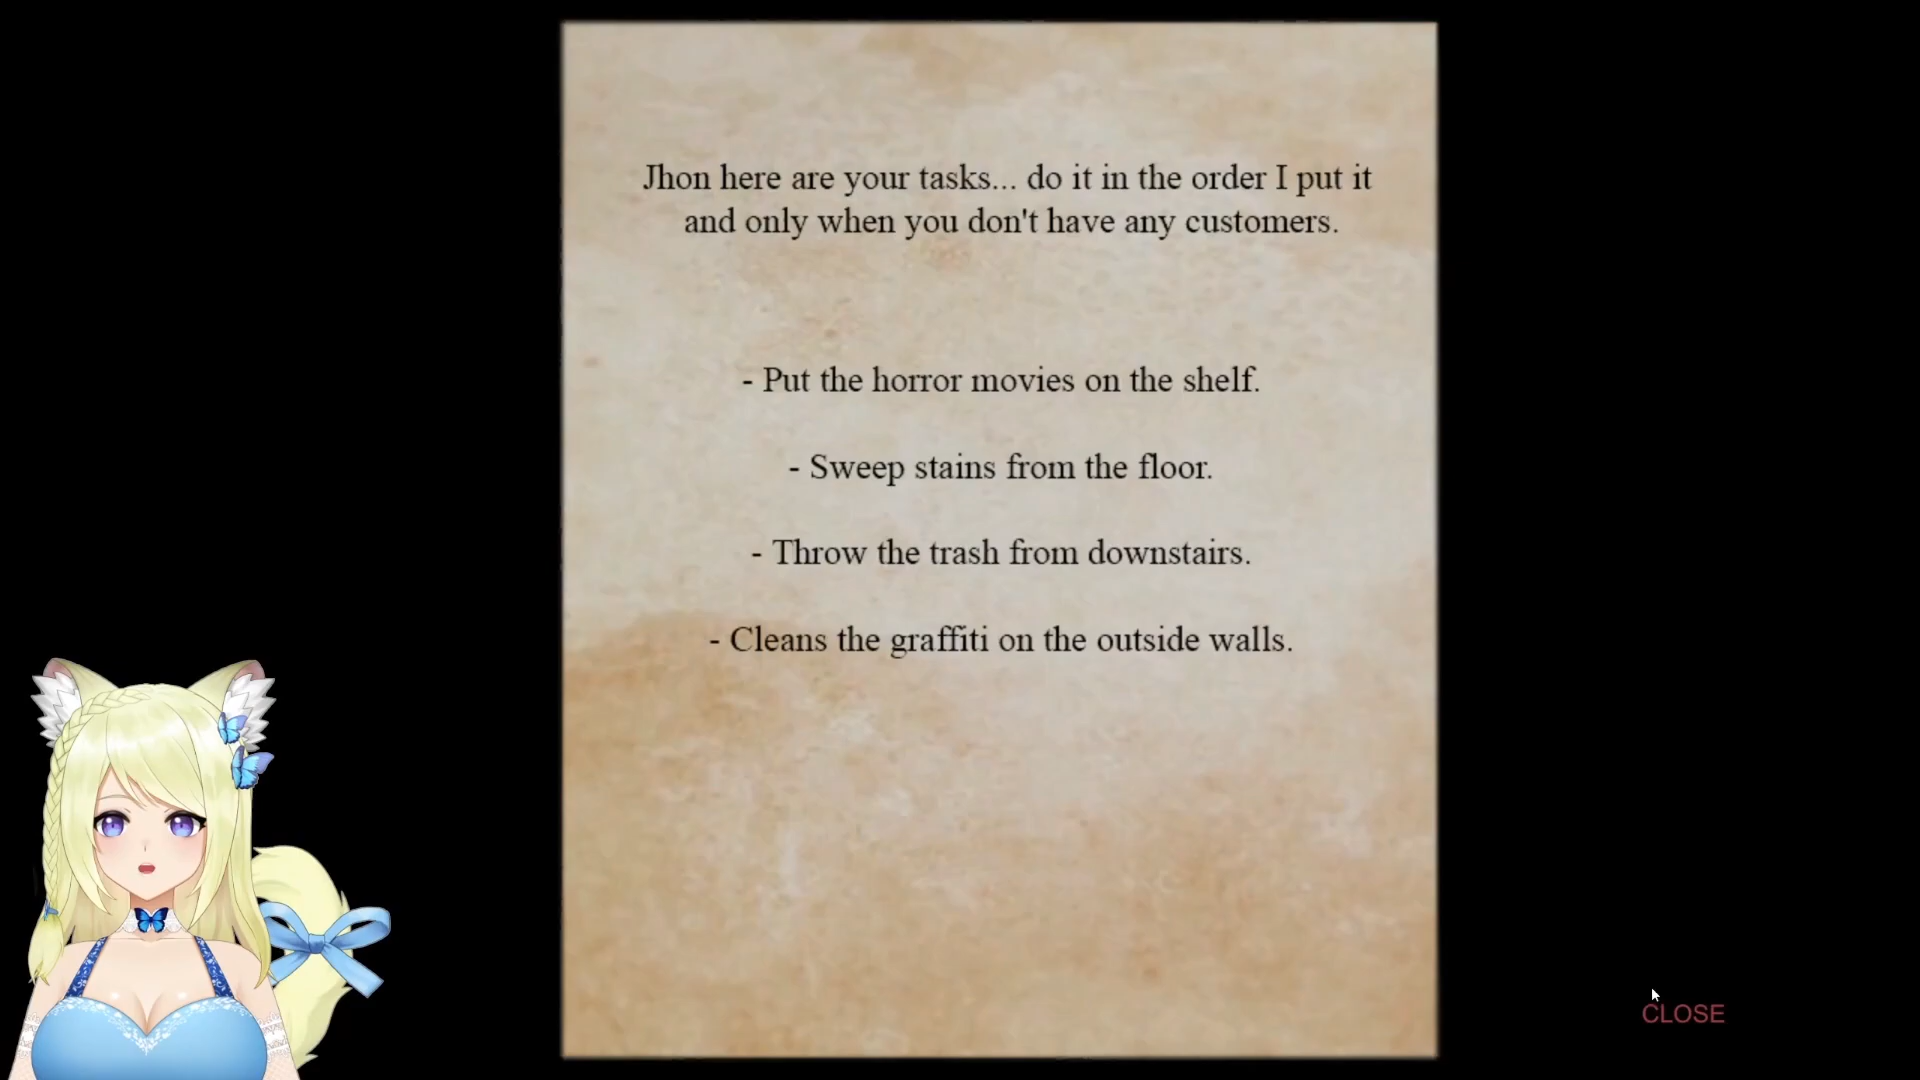 Jhon here are your tasks... do it in the order I put it
and only when you don't have any customers.
- Put the horror movies on the shelf.
- Sweep stains from the floor.
- Throw the trash from downstairs.
- Cleans the graffiti on the outside walls.
CLOSE